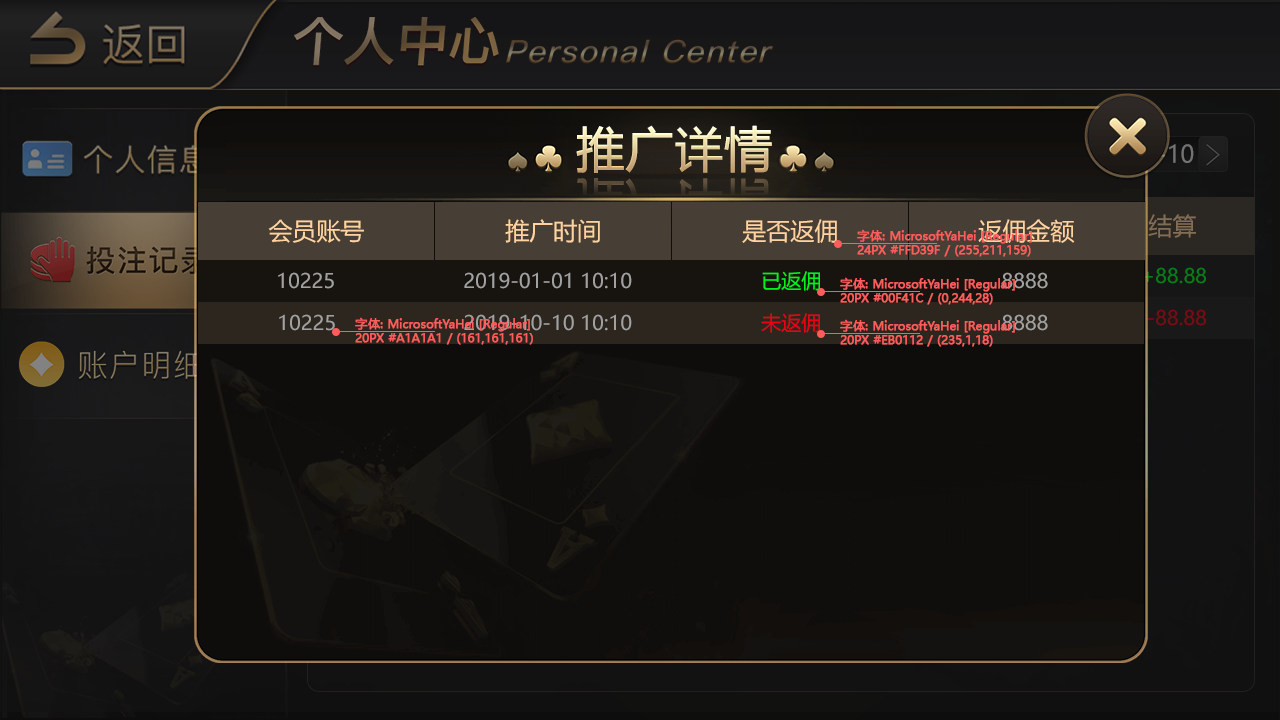 返回
个人中心 Personal Center
推广详情
个人信息
-10
会员账号 推广时间 是否返佣 返佣金额
结算
字体: MicrosoftYaHei [Regular]
24PX #FFD39F / (255,211,159)
投注记录
10225 2019-01-01 10:10 已返佣 8888
+88.88
字体: MicrosoftYaHei [Regular]
20PX #00F41C / (0,244,28)
10225 2019-10-10 10:10 未返佣 8888
-88.88
字体: MicrosoftYaHei [Regular]
20PX #A1A1A1 / (161,161,161)
字体: MicrosoftYaHei [Regular]
20PX #EB0112 / (235,1,18)
账户明细